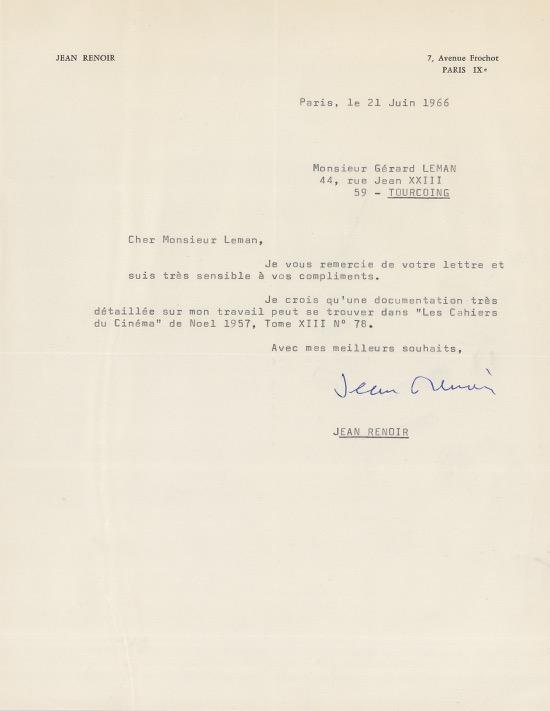 JEAN RENOIR
7, Avenue Frochot
PARIS IXe
Paris, le 21 Juin 1966
Monsieur Gérard LEMAN
44, rue Jean XXIII
59 - TOURCOING
Cher Monsieur Leman,
Je vous remercie de votre lettre et
suis très sensible à vos compliments.
Je crois qu'une documentation très
détaillée sur mon travail peut se trouver dans "Les Cahiers
du Cinéma" de Noel 1957, Tome XIII N° 78.
Avec mes meilleurs souhaits,
Jean Renoir
JEAN RENOIR